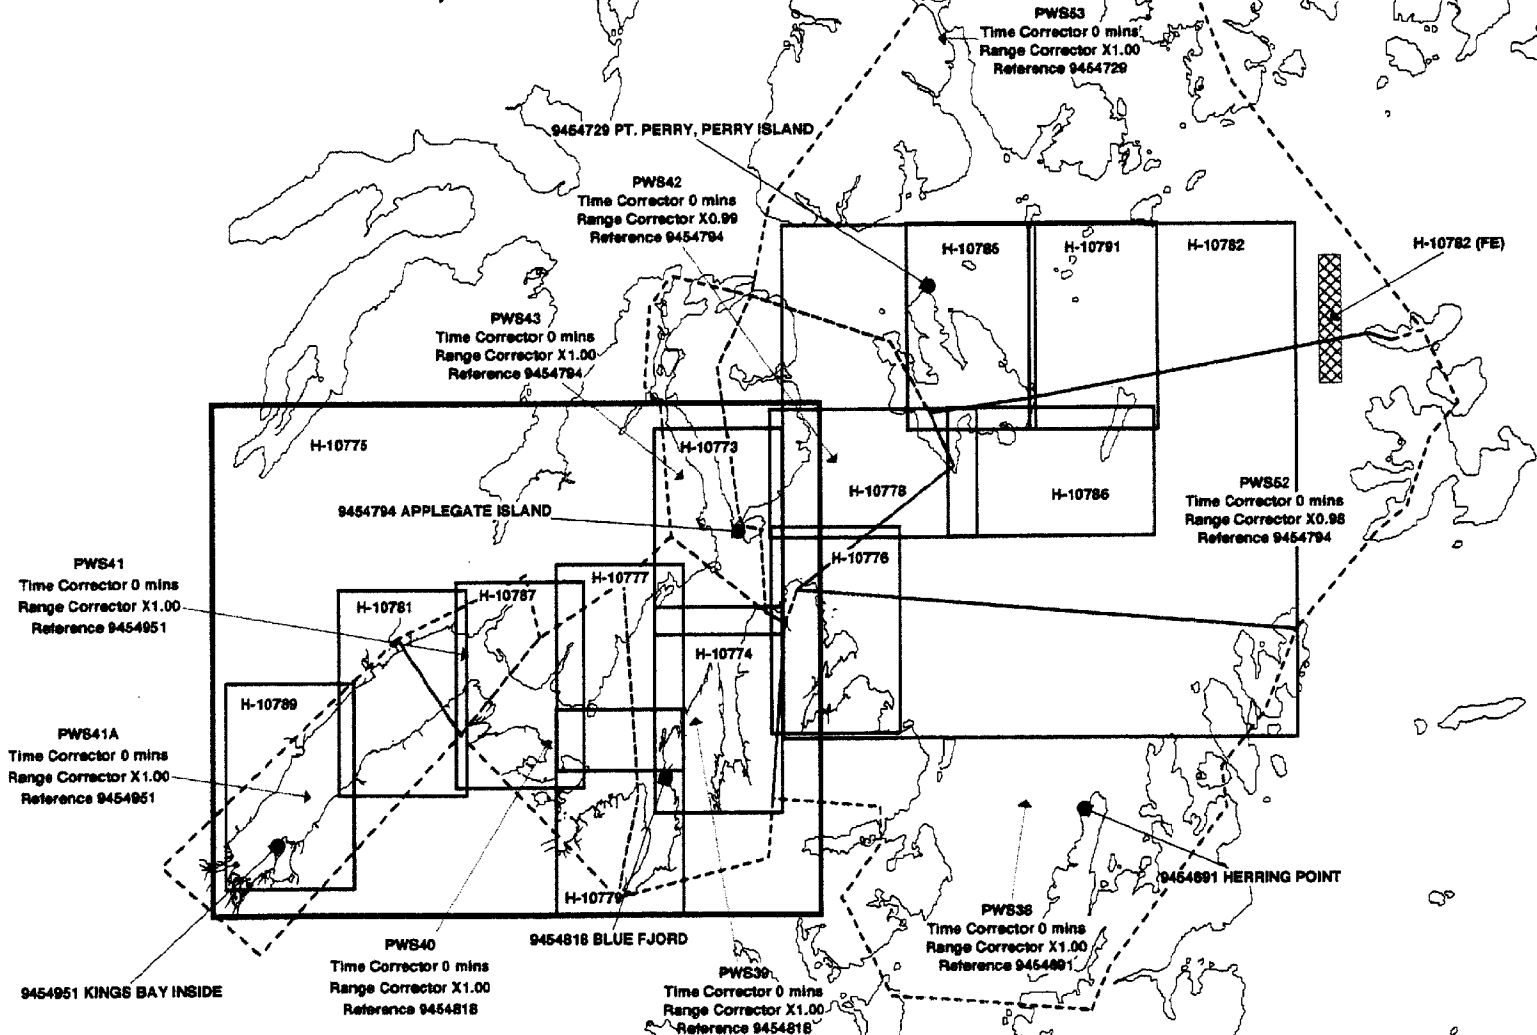 PWS53
Time Corrector 0 mins
Range Corrector X1.00
Reference 9454729
9454729 PT. PERRY, PERRY ISLAND
PWS42
Time Corrector 0 mins
Range Corrector X0.99
Reference 9454794
H-10785
H-10791
H-10782
H-10782 (FE)
PWS43
Time Corrector 0 mins
Range Corrector X1.00
Reference 9454794
H-10775
H-10773
H-10778
H-10786
PWS52
Time Corrector 0 mins
Range Corrector X0.98
Reference 9454794
9454794 APPLEGATE ISLAND
H-10776
PWS41
Time Corrector 0 mins
Range Corrector X1.00
Reference 9454951
H-10781
H-10787
H-10777
H-10774
H-10789
PWS41A
Time Corrector 0 mins
Range Corrector X1.00
Reference 9454951
H-10779
9454691 HERRING POINT
PWS38
Time Corrector 0 mins
Range Corrector X1.00
Reference 9454691
9454818 BLUE FJORD
PWS40
Time Corrector 0 mins
Range Corrector X1.00
Reference 9454818
PWS39
Time Corrector 0 mins
Range Corrector X1.00
Reference 9454818
9454951 KINGS BAY INSIDE